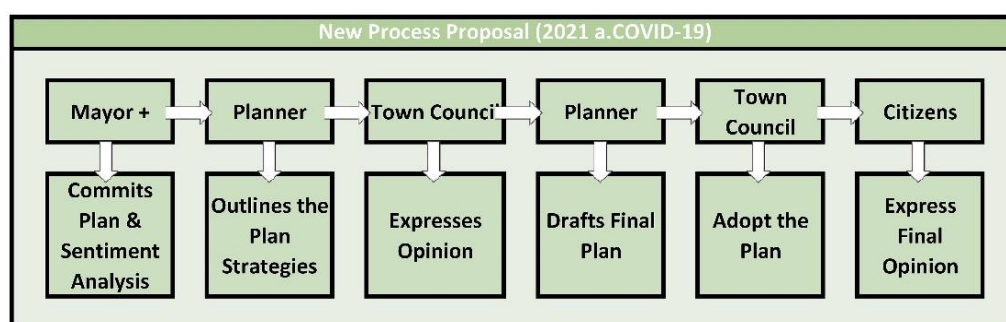 New Process Proposal (2021 a.COVID-19)
Mayor +
Planner
Town Council
Planner
Town
Council
Citizens
Commits
Plan &
Sentiment
Analysis
Outlines the
Plan
Strategies
Expresses
Opinion
Drafts Final
Plan
Adopt the
Plan
Express
Final
Opinion